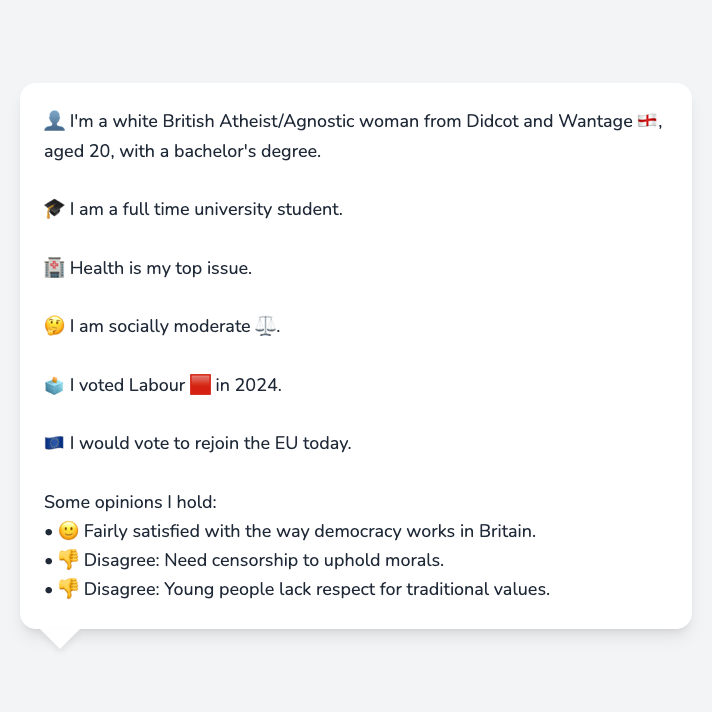 👤 I'm a white British Atheist/Agnostic woman from Didcot and Wantage 🏴󠁧󠁢󠁥󠁮󠁧󠁿,
aged 20, with a bachelor's degree.
🎓 I am a full time university student.
🏥 Health is my top issue.
🤔 I am socially moderate ⚖️.
🗳️ I voted Labour 🟥 in 2024.
🇪🇺 I would vote to rejoin the EU today.
Some opinions I hold:
• 🙂 Fairly satisfied with the way democracy works in Britain.
• 👎 Disagree: Need censorship to uphold morals.
• 👎 Disagree: Young people lack respect for traditional values.